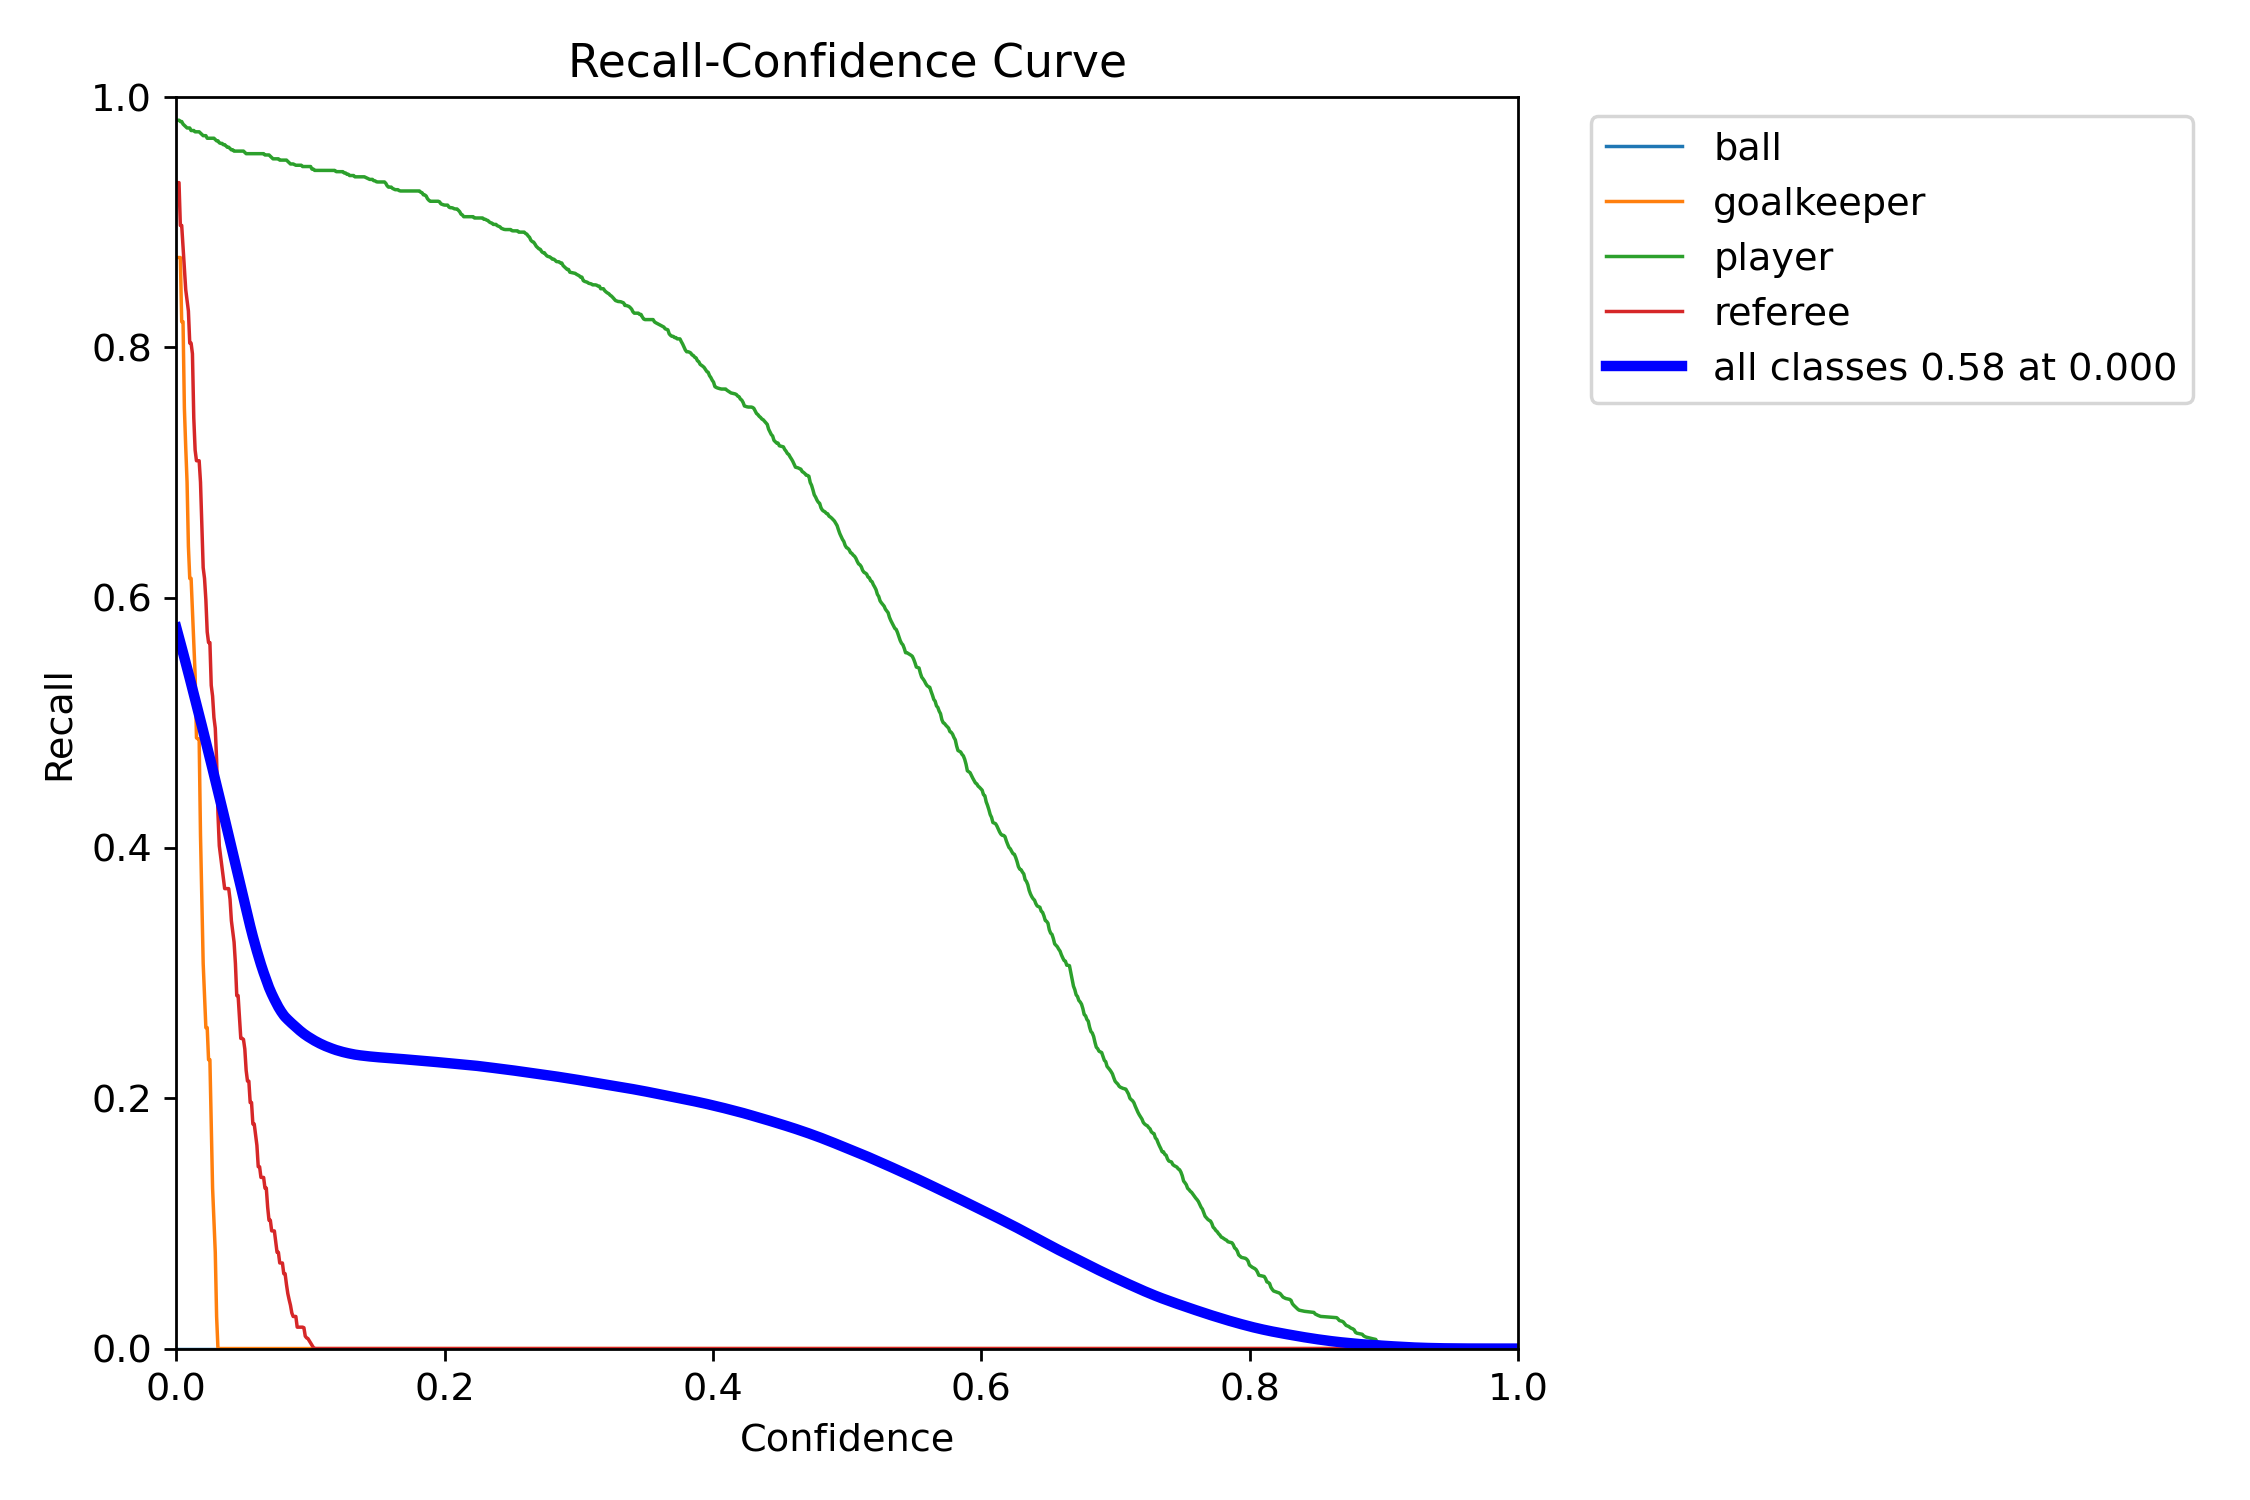 Recall-Confidence Curve
1.0
0.8
0.6
0.4
0.2
0.0
Recall
0.0 0.2 0.4 0.6 0.8 1.0
Confidence
ball
goalkeeper
player
referee
all classes 0.58 at 0.000